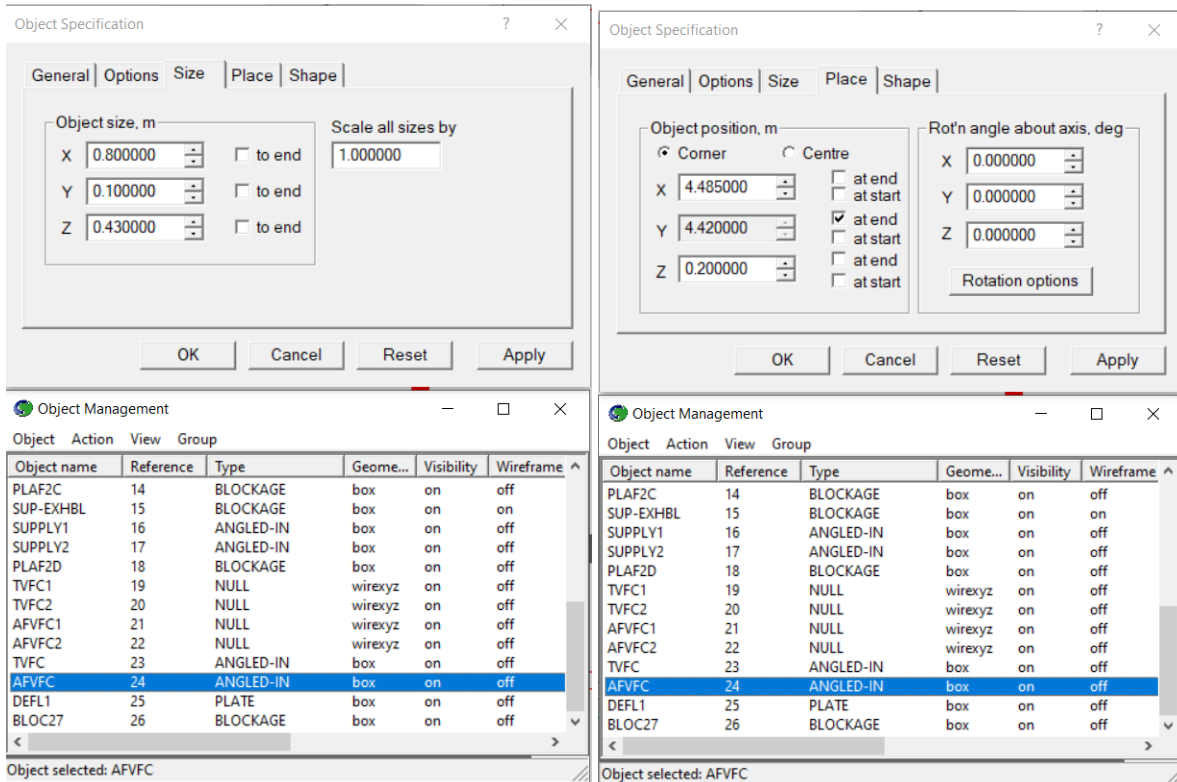 Object Specification ?
General Options Size Place Shape
Object size, m
Scale all sizes by
X 0.800000 to end
1.000000
Y 0.100000 to end
Z 0.430000 to end
OK Cancel Reset Apply
Object Management
Object Action View Group
Object name Reference Type Geome... Visibility Wireframe
PLAF2C 14 BLOCKAGE box on off
SUP-EXHBL 15 BLOCKAGE box on on
SUPPLY1 16 ANGLED-IN box on off
SUPPLY2 17 ANGLED-IN box on off
PLAF2D 18 BLOCKAGE box on off
TVFC1 19 NULL wirexyz on off
TVFC2 20 NULL wirexyz on off
AFVFC1 21 NULL wirexyz on off
AFVFC2 22 NULL wirexyz on off
TVFC 23 ANGLED-IN box on off
AFVFC 24 ANGLED-IN box on off
DEFL1 25 PLATE box on off
BLOC27 26 BLOCKAGE box on off
Object selected: AFVFC
Object Specification ?
General Options Size Place Shape
Object position, m
Corner Centre
X 4.485000
at end
at start
Y 4.420000
at end
at start
Z 0.200000
at end
at start
Rot'n angle about axis, deg
X 0.000000
Y 0.000000
Z 0.000000
Rotation options
OK Cancel Reset Apply
Object Management
Object Action View Group
Object name Reference Type Geome... Visibility Wireframe
PLAF2C 14 BLOCKAGE box on off
SUP-EXHBL 15 BLOCKAGE box on on
SUPPLY1 16 ANGLED-IN box on off
SUPPLY2 17 ANGLED-IN box on off
PLAF2D 18 BLOCKAGE box on off
TVFC1 19 NULL wirexyz on off
TVFC2 20 NULL wirexyz on off
AFVFC1 21 NULL wirexyz on off
AFVFC2 22 NULL wirexyz on off
TVFC 23 ANGLED-IN box on off
AFVFC 24 ANGLED-IN box on off
DEFL1 25 PLATE box on off
BLOC27 26 BLOCKAGE box on off
Object selected: AFVFC